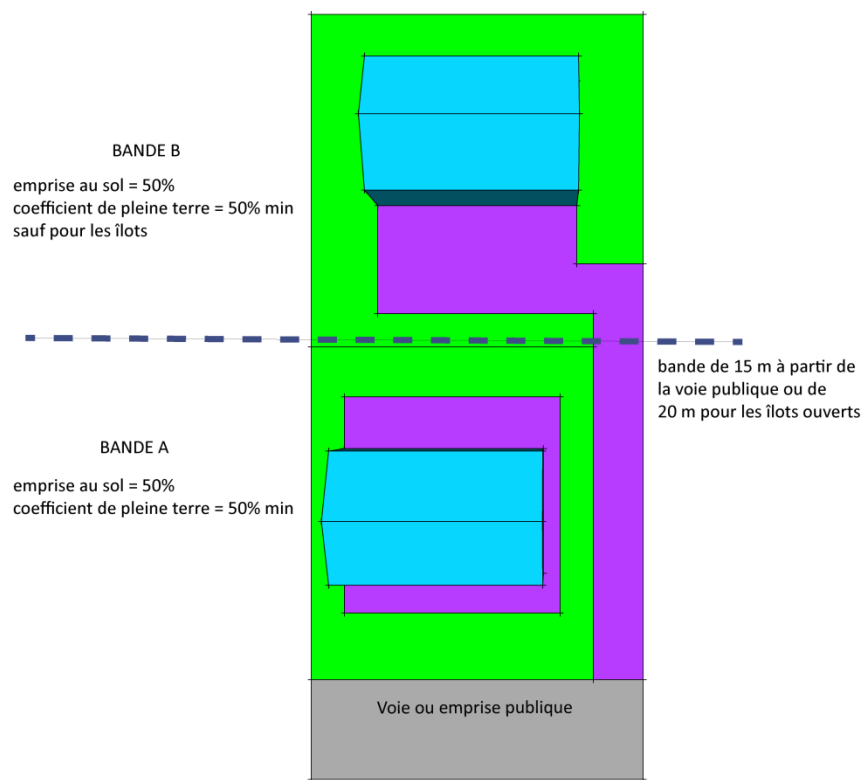 BANDE B
emprise au sol = 50%
coefficient de pleine terre = 50% min
sauf pour les îlots
bande de 15 m à partir de
la voie publique ou de
20 m pour les îlots ouverts
BANDE A
emprise au sol = 50%
coefficient de pleine terre = 50% min
Voie ou emprise publique